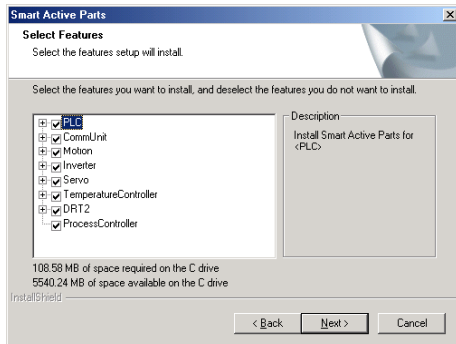 Smart Active Parts
Select Features
Select the features setup will install.
Select the features you want to install, and deselect the features you do not want to install.
PLC
CommUnit
Motion
Inverter
Servo
TemperatureController
DRT2
ProcessController
Description
Install Smart Active Parts for
<PLC>
108.58 MB of space required on the C drive
5540.24 MB of space available on the C drive
InstallShield
< Back
Next >
Cancel